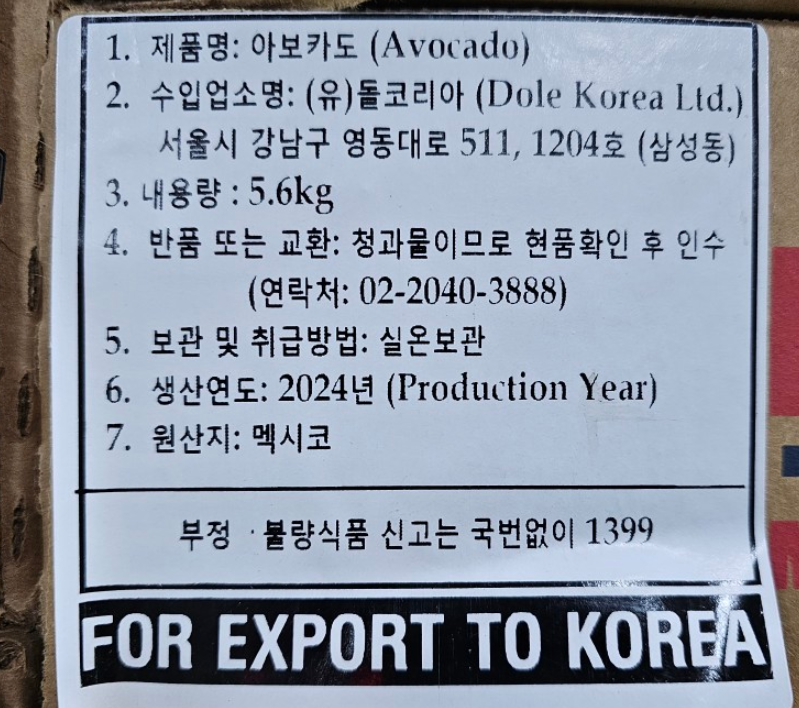 1. 제품명: 아보카도 (Avocado)
2. 수입업소명: (유)돌코리아 (Dole Korea Ltd.)
서울시 강남구 영동대로 511, 1204호 (삼성동)
3. 내용량 : 5.6kg
4. 반품 또는 교환: 청과물이므로 현품확인 후 인수
(연락처: 02-2040-3888)
5. 보관 및 취급방법: 실온보관
6. 생산연도: 2024년 (Production Year)
7. 원산지: 멕시코
부정 · 불량식품 신고는 국번없이 1399
FOR EXPORT TO KOREA